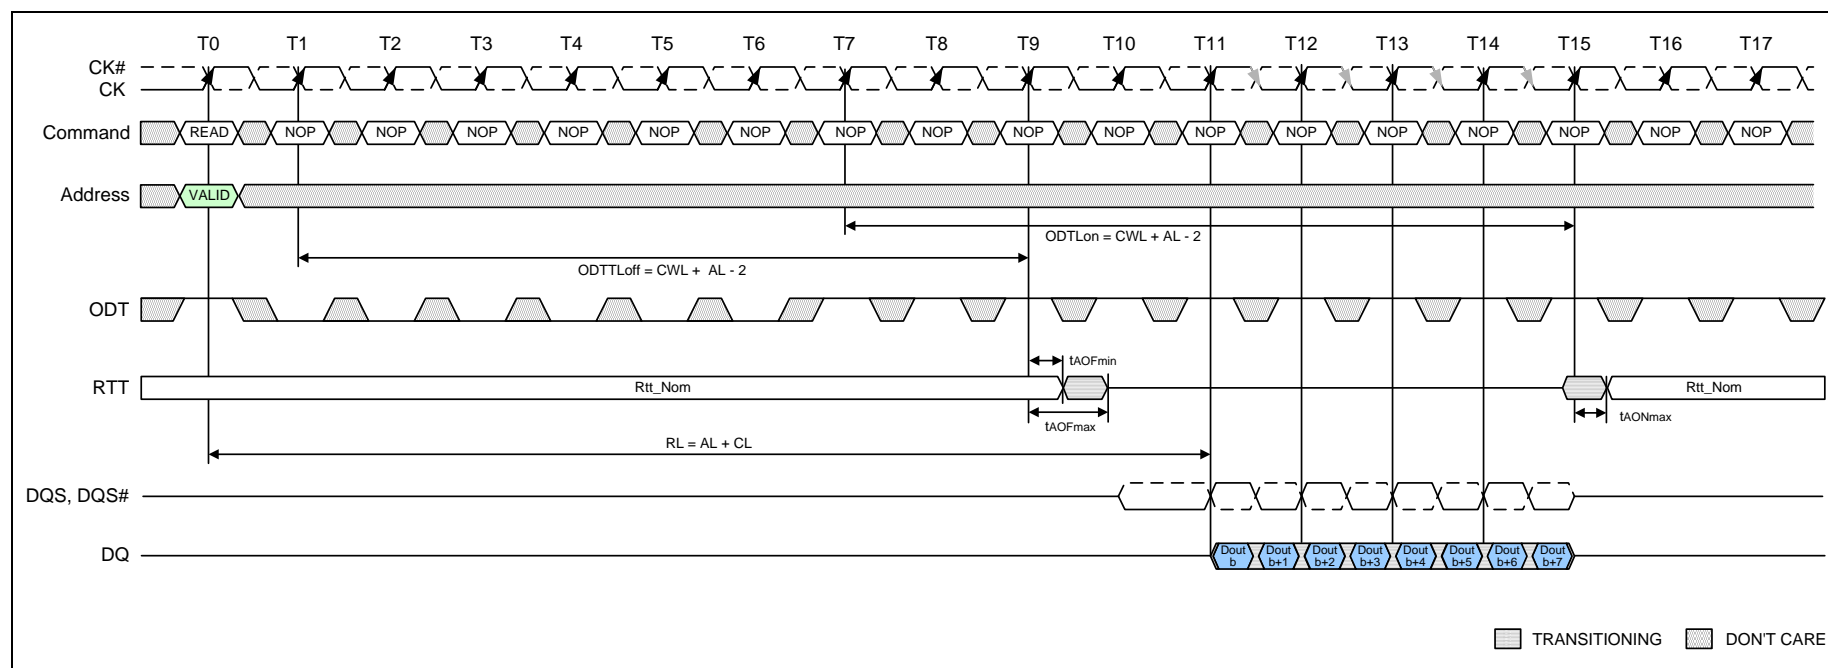 T0 T1 T2 T3 T4 T5 T6 T7 T8 T9 T10 T11 T12 T13 T14 T15 T16 T17
CK#
CK
Command READ NOP NOP NOP NOP NOP NOP NOP NOP NOP NOP NOP NOP NOP NOP NOP NOP NOP
Address VALID
ODTLon = CWL + AL - 2
ODTTLoff = CWL + AL - 2
ODT
tAOFmin
RTT Rtt_Nom Rtt_Nom
tAOFmax tAONmax
RL = AL + CL
DQS, DQS#
DQ Dout b Dout b+1 Dout b+2 Dout b+3 Dout b+4 Dout b+5 Dout b+6 Dout b+7
TRANSITIONING DON'T CARE